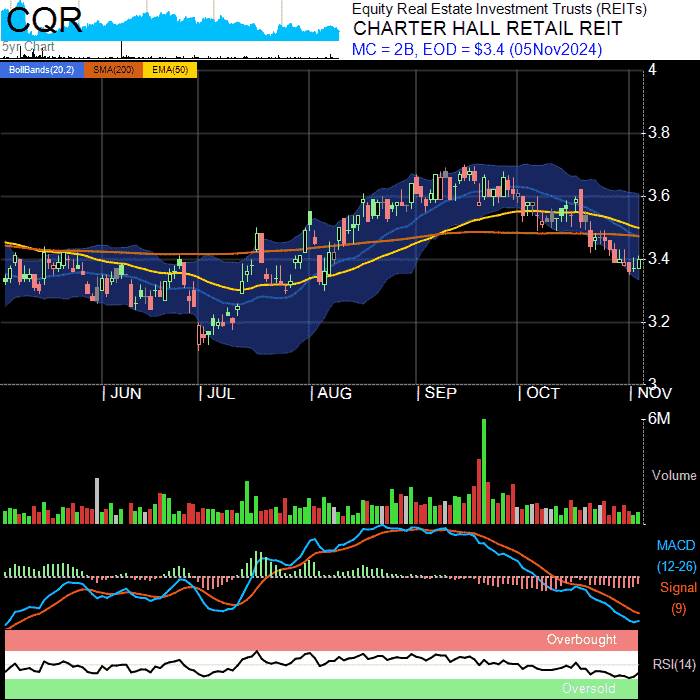 CQR
5yr Chart
Equity Real Estate Investment Trusts (REITs)
CHARTER HALL RETAIL REIT
MC = 2B, EOD = $3.4 (05Nov2024)
BollBands(20,2) SMA(200) EMA(50)
4
3.8
3.6
3.4
3.2
3
| JUN | JUL | AUG | SEP | OCT | NOV
6M
Volume
MACD
(12-26)
Signal
(9)
Overbought
RSI(14)
Oversold